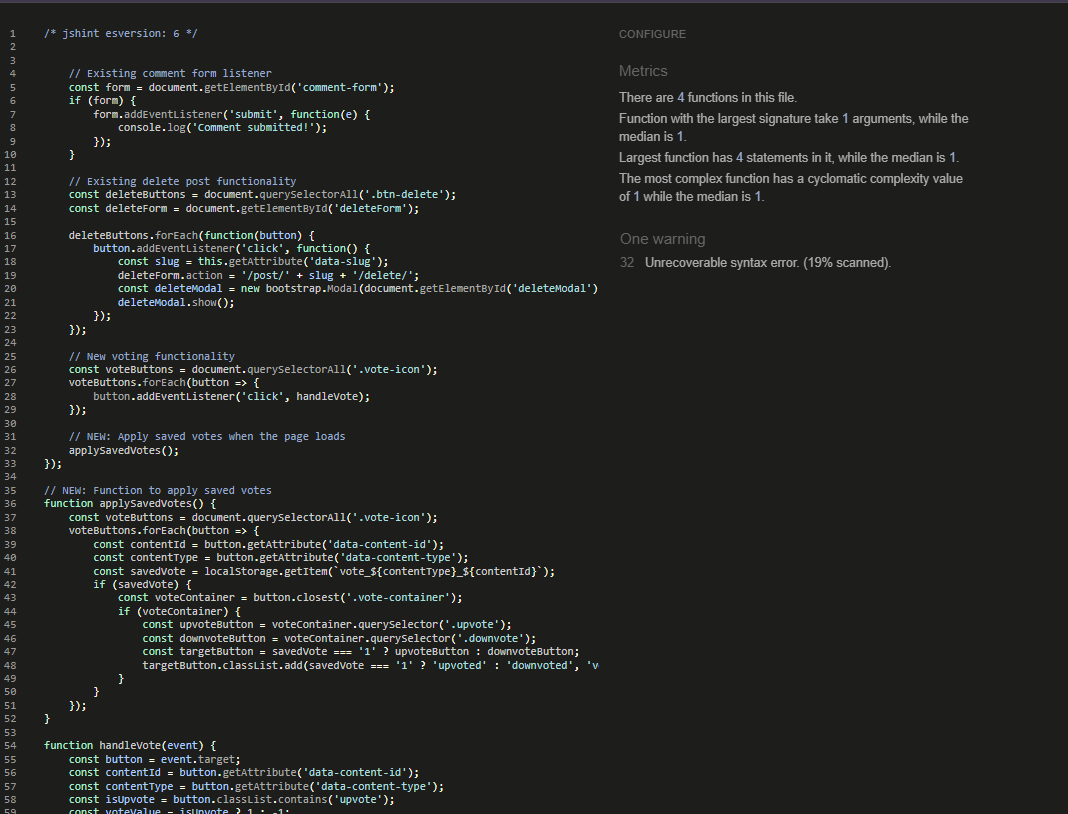 1 /* jshint esversion: 6 */
2
3
4 // Existing comment form listener
5 const form = document.getElementById('comment-form');
6 if (form) {
7 form.addEventListener('submit', function(e) {
8 console.log('Comment submitted!');
9 });
10 }
11
12 // Existing delete post functionality
13 const deleteButtons = document.querySelectorAll('.btn-delete');
14 const deleteForm = document.getElementById('deleteForm');
15
16 deleteButtons.forEach(function(button) {
17 button.addEventListener('click', function() {
18 const slug = this.getAttribute('data-slug');
19 deleteForm.action = '/post/' + slug + '/delete/';
20 const deleteModal = new bootstrap.Modal(document.getElementById('deleteModal')
21 deleteModal.show();
22 });
23 });
24
25 // New voting functionality
26 const voteButtons = document.querySelectorAll('.vote-icon');
27 voteButtons.forEach(button => {
28 button.addEventListener('click', handleVote);
29 });
30
31 // NEW: Apply saved votes when the page loads
32 applySavedVotes();
33 });
34
35 // NEW: Function to apply saved votes
36 function applySavedVotes() {
37 const voteButtons = document.querySelectorAll('.vote-icon');
38 voteButtons.forEach(button => {
39 const contentId = button.getAttribute('data-content-id');
40 const contentType = button.getAttribute('data-content-type');
41 const savedVote = localStorage.getItem(`vote_${contentType}_${contentId}`);
42 if (savedVote) {
43 const voteContainer = button.closest('.vote-container');
44 if (voteContainer) {
45 const upvoteButton = voteContainer.querySelector('.upvote');
46 const downvoteButton = voteContainer.querySelector('.downvote');
47 const targetButton = savedVote === '1' ? upvoteButton : downvoteButton;
48 targetButton.classList.add(savedVote === '1' ? 'upvoted' : 'downvoted', 'v
49 }
50 }
51 });
52 }
53
54 function handleVote(event) {
55 const button = event.target;
56 const contentId = button.getAttribute('data-content-id');
57 const contentType = button.getAttribute('data-content-type');
58 const isUpvote = button.classList.contains('upvote');
59 const voteValue = isUpvote ? 1 : -1;
CONFIGURE
Metrics
There are 4 functions in this file.
Function with the largest signature take 1 arguments, while the
median is 1.
Largest function has 4 statements in it, while the median is 1.
The most complex function has a cyclomatic complexity value
of 1 while the median is 1.
One warning
32 Unrecoverable syntax error. (19% scanned).